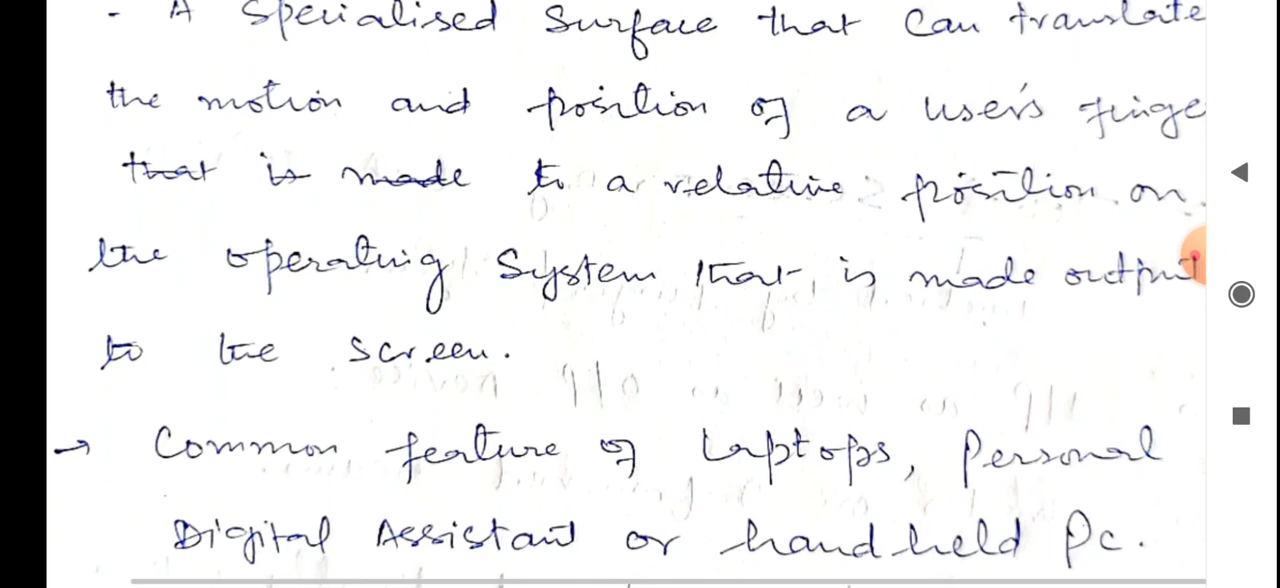 - A Specialised Surface that can translate
the motion and position of a user's finge
that is made to a relative position on
the operating System that is made output
to the screen.
→ Common feature of Laptops, Personal
Digital Assistant or hand held Pc.